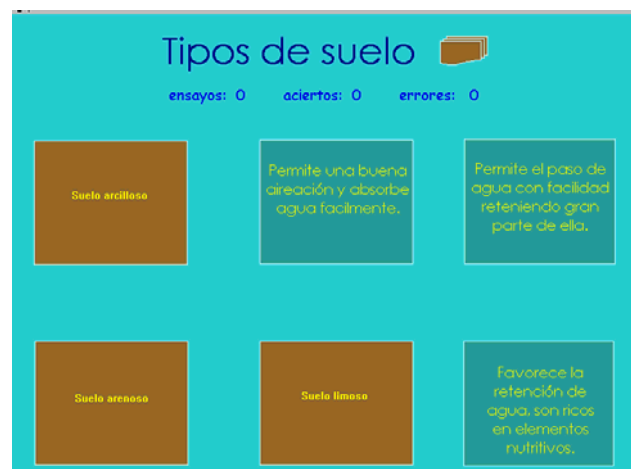 Tipos de suelo
ensayos: 0 aciertos: 0 errores: 0
Suelo arcilloso
Permite una buena
aireación y absorbe
agua facilmente.
Permite el paso de
agua con facilidad
reteniendo gran
parte de ella.
Suelo arenoso
Suelo limoso
Favorece la
retención de
agua, son ricos
en elementos
nutritivos.